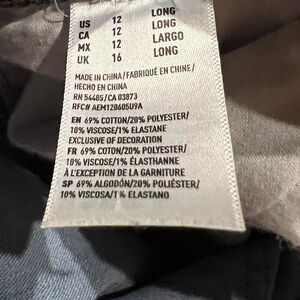 US 12 LONG
CA 12 LONG
MX 12 LARGO
UK 16 LONG
MADE IN CHINA/FABRIQUÉ EN CHINE/
HECHO EN CHINA
RN 54485/CA 03873
RFC# AEM120605U9A
EN 69% COTTON/20% POLYESTER/
10% VISCOSE/1% ELASTANE
EXCLUSIVE OF DECORATION
FR 69% COTON/20% POLYESTER/
10% VISCOSE/1% ÉLASTHANNE
À L'EXCEPTION DE LA GARNITURE
SP 69% ALGODÓN/20% POLIÉSTER/
10% VISCOSA/1% ELASTANO